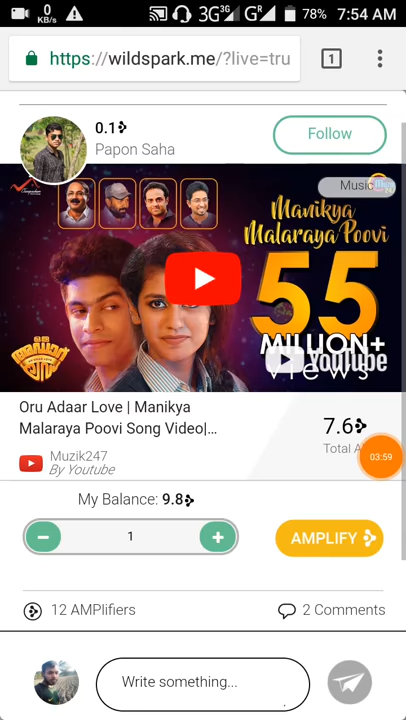 0
KB/s
3G 3G G R 78% 7:54 AM
https://wildspark.me/?live=tru
1
0.1
Papon Saha
Follow
Music
Manikya
Malaraya Poovi
55
MILLION+
YouTube
VIEWS
Oru Adaar Love | Manikya
Malaraya Poovi Song Video|...
7.6
Total A
03:59
Muzik247
By Youtube
My Balance: 9.8
− 1 +
AMPLIFY
12 AMPlifiers
2 Comments
Write something...